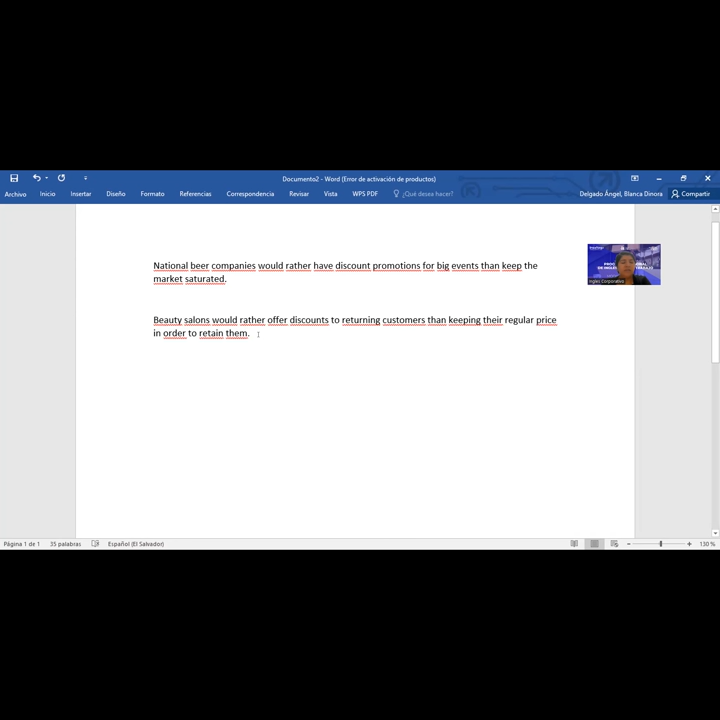 Documento2 - Word (Error de activación de productos)
Archivo Inicio Insertar Diseño Formato Referencias Correspondencia Revisar Vista WPS PDF ¿Qué desea hacer? Delgado Ángel, Blanca Dinora Compartir
National beer companies would rather have discount promotions for big events than keep the
market saturated.
Ingles Corporativo
Beauty salons would rather offer discounts to returning customers than keeping their regular price
in order to retain them.
Página 1 de 1 35 palabras Español (El Salvador) 130 %